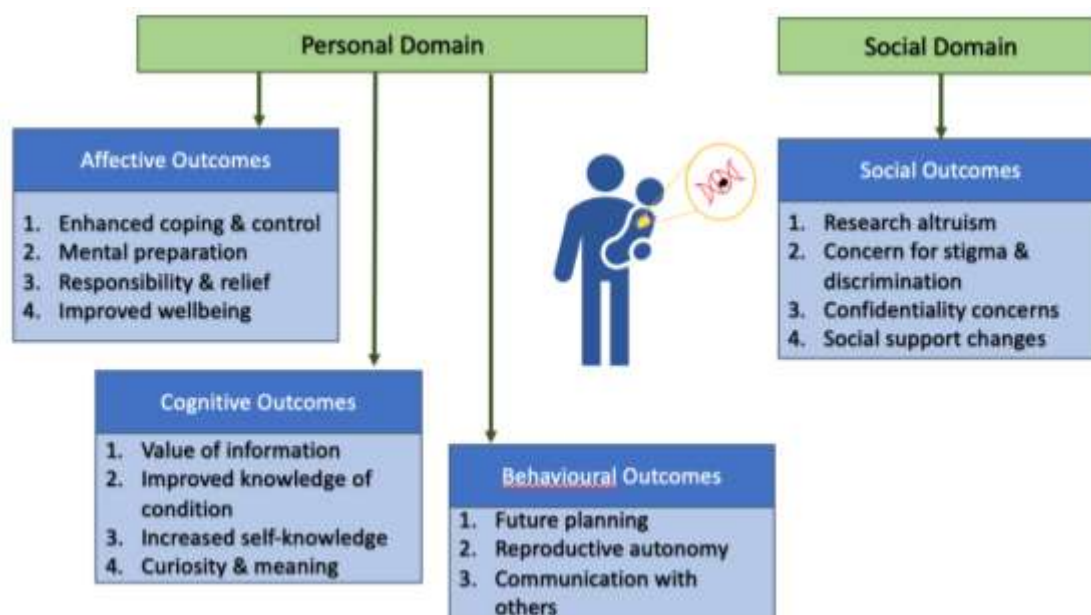 Personal Domain
Social Domain
Affective Outcomes
1. Enhanced coping & control
2. Mental preparation
3. Responsibility & relief
4. Improved wellbeing
Social Outcomes
1. Research altruism
2. Concern for stigma &
discrimination
3. Confidentiality concerns
4. Social support changes
Cognitive Outcomes
1. Value of information
2. Improved knowledge of
condition
3. Increased self-knowledge
4. Curiosity & meaning
Behavioural Outcomes
1. Future planning
2. Reproductive autonomy
3. Communication with
others